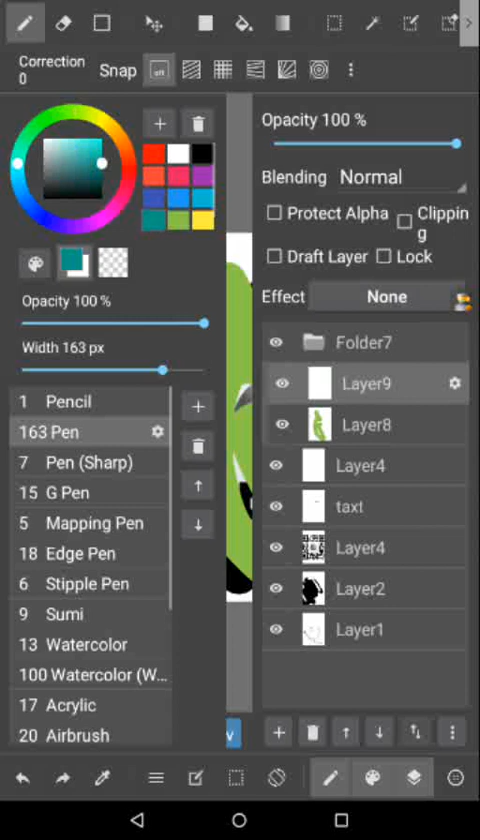 Correction
0
Snap
off
Opacity 100 %
Blending Normal
Protect Alpha
Clippin
g
Draft Layer
Lock
Effect
None
Opacity 100 %
Width 163 px
1 Pencil
163 Pen
7 Pen (Sharp)
15 G Pen
5 Mapping Pen
18 Edge Pen
6 Stipple Pen
9 Sumi
13 Watercolor
100 Watercolor (W...
17 Acrylic
20 Airbrush
Folder7
Layer9
Layer8
Layer4
taxt
Layer4
Layer2
Layer1